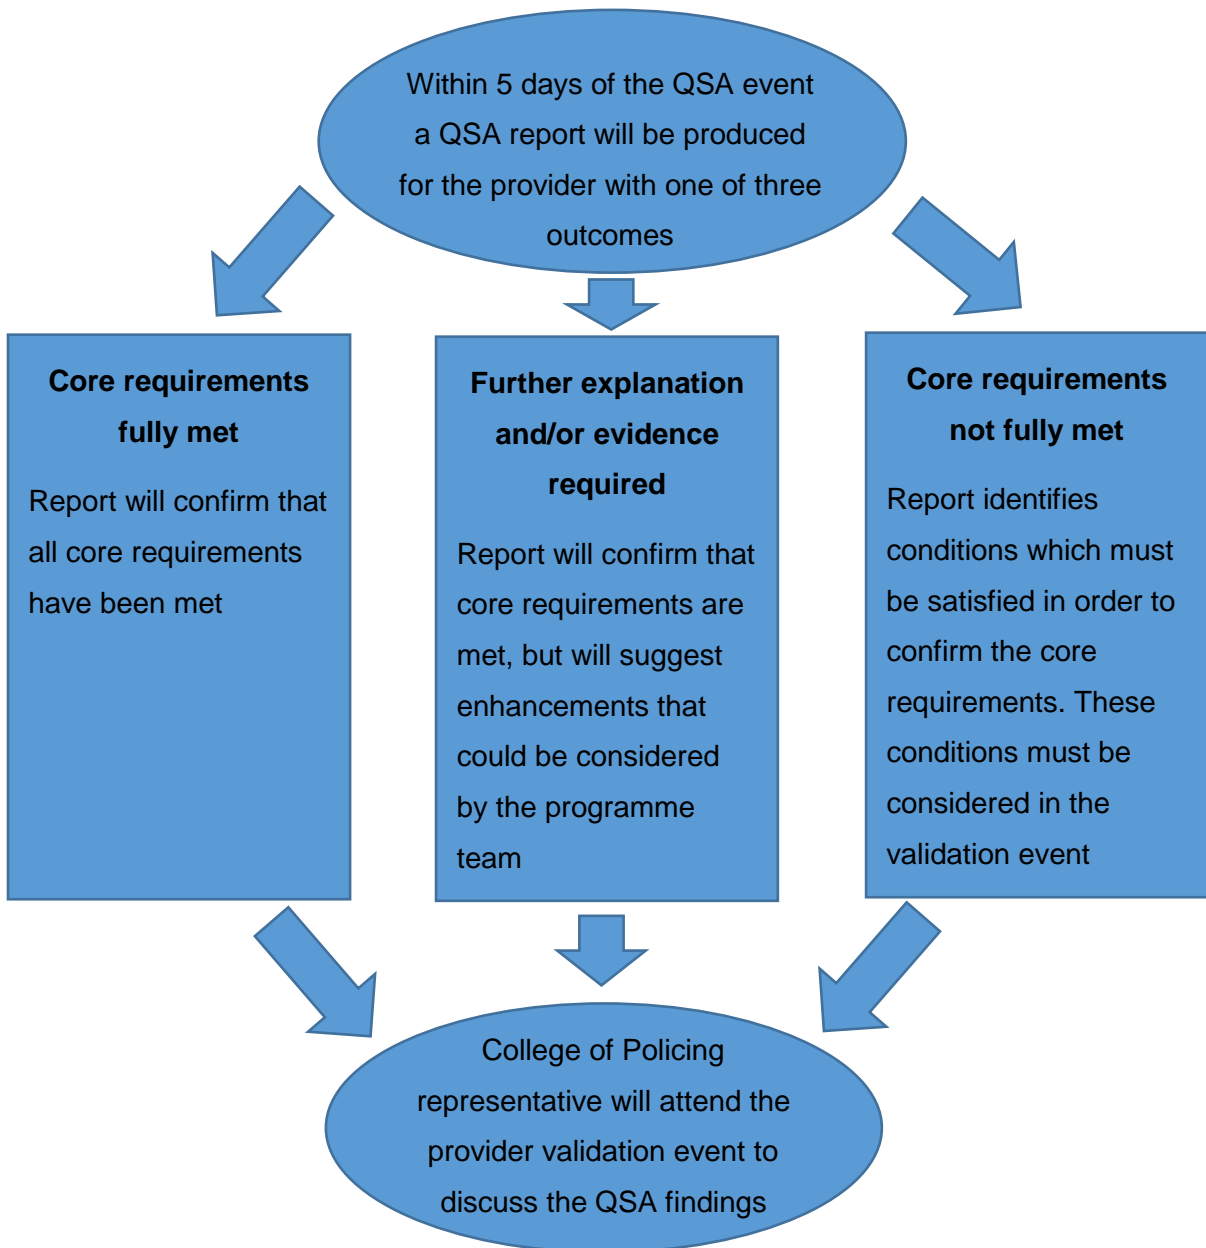 Within 5 days of the QSA event
a QSA report will be produced
for the provider with one of three
outcomes
Core requirements
fully met
Report will confirm that
all core requirements
have been met
Further explanation
and/or evidence
required
Report will confirm that
core requirements are
met, but will suggest
enhancements that
could be considered
by the programme
team
Core requirements
not fully met
Report identifies
conditions which must
be satisfied in order to
confirm the core
requirements. These
conditions must be
considered in the
validation event
College of Policing
representative will attend the
provider validation event to
discuss the QSA findings